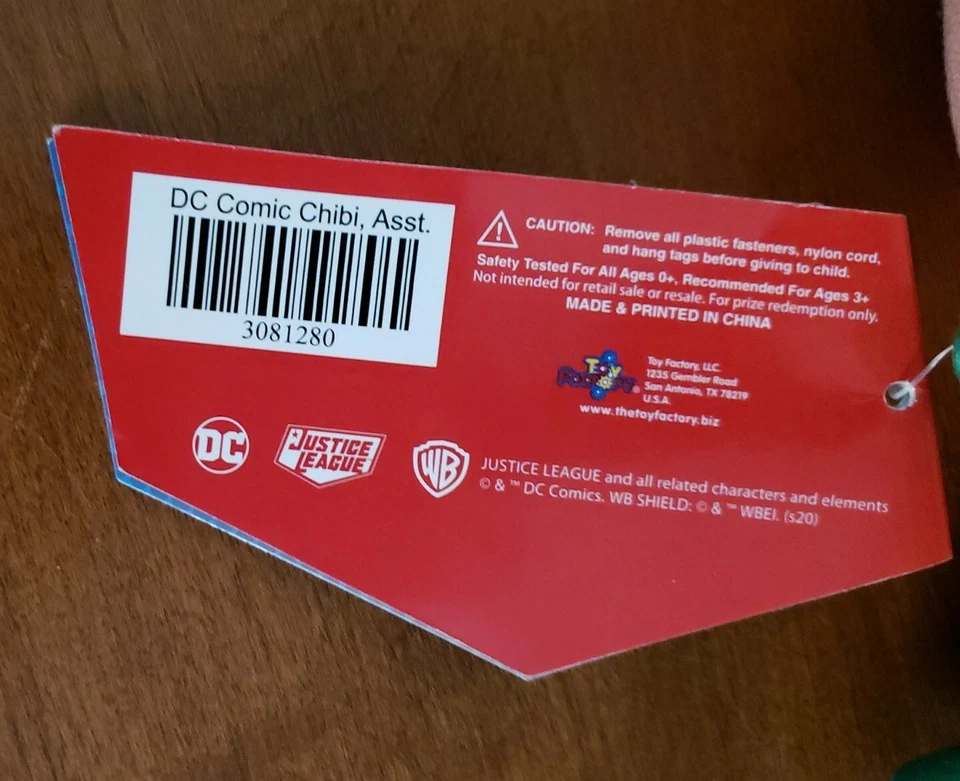 DC Comic Chibi, Asst.
3081280
CAUTION: Remove all plastic fasteners, nylon cord,
and hang tags before giving to child.
Safety Tested For All Ages 0+, Recommended For Ages 3+
Not intended for retail sale or resale. For prize redemption only.
MADE & PRINTED IN CHINA
TOY
FACTORY®
Toy Factory, LLC.
1235 Gembler Road
San Antonio, TX 78219
U.S.A.
www.thetoyfactory.biz
DC
JUSTICE
LEAGUE
WB
JUSTICE LEAGUE and all related characters and elements
© & ™ DC Comics. WB SHIELD: © & ™ WBEI. (s20)